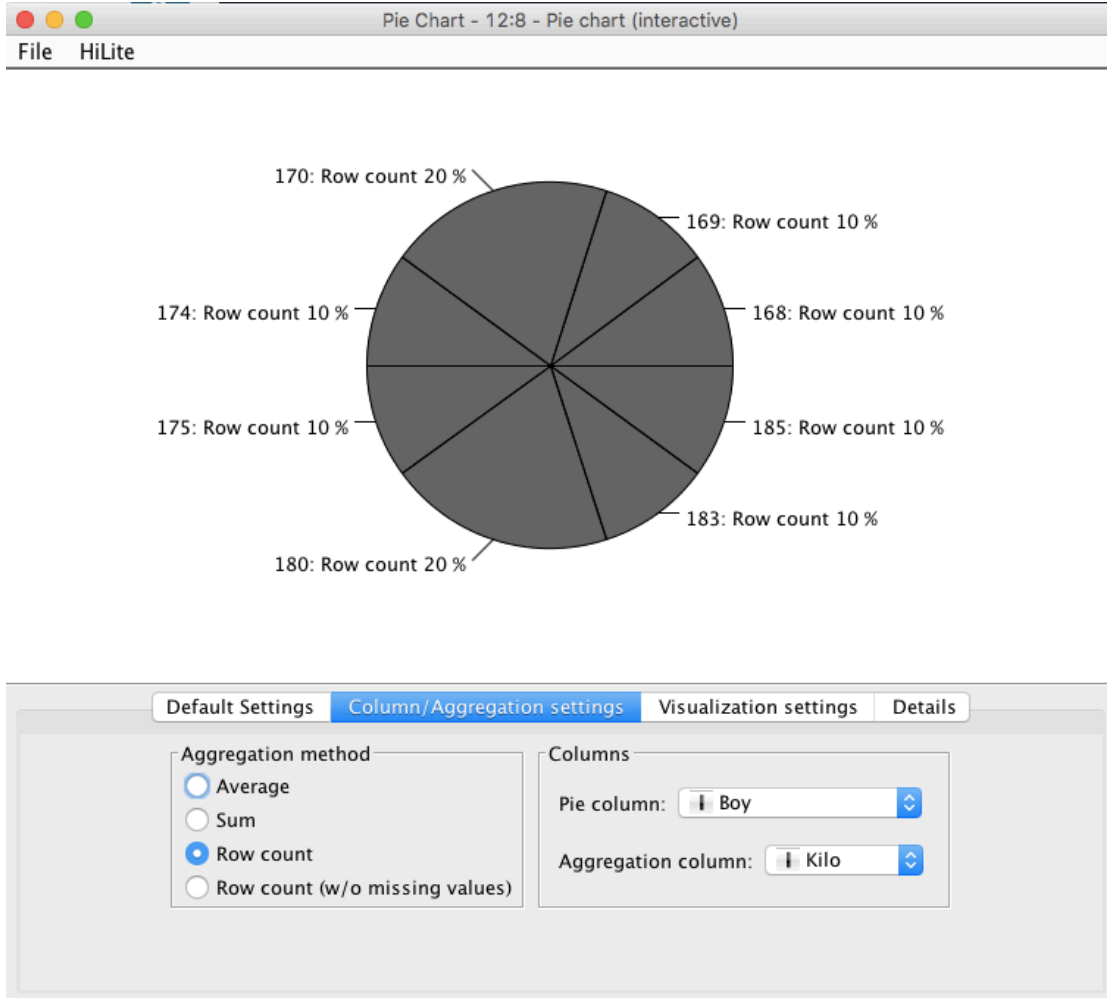 Pie Chart - 12:8 - Pie chart (interactive)
File HiLite
170: Row count 20 %
169: Row count 10 %
174: Row count 10 %
168: Row count 10 %
175: Row count 10 %
185: Row count 10 %
183: Row count 10 %
180: Row count 20 %
Default Settings Column/Aggregation settings Visualization settings Details
Aggregation method
Average
Sum
Row count
Row count (w/o missing values)
Columns
Pie column: Boy
Aggregation column: Kilo